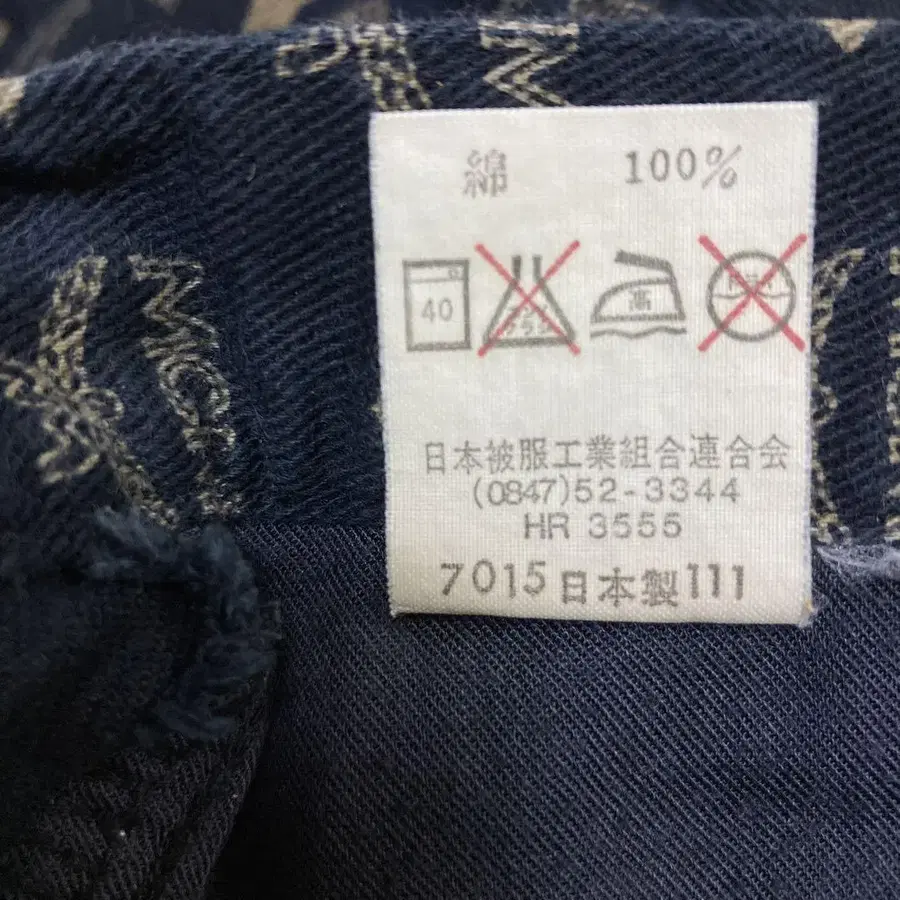 綿 100%
40
高
日本被服工業組合連合会
(0847)52-3344
HR 3555
7015日本製111